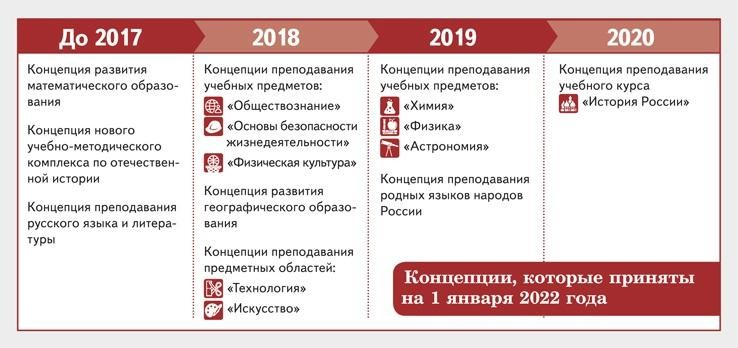 До 2017
Концепция развития
математического образо-
вания
Концепция нового
учебно-методического
комплекса по отечествен-
ной истории
Концепция преподавания
русского языка и литера-
туры
2018
Концепции преподавания
учебных предметов:
«Обществознание»
«Основы безопасности
жизнедеятельности»
«Физическая культура»
Концепция развития
географического образо-
вания
Концепции преподавания
предметных областей:
«Технология»
«Искусство»
2019
Концепции преподавания
учебных предметов:
«Химия»
«Физика»
«Астрономия»
Концепция преподавания
родных языков народов
России
2020
Концепция преподавания
учебного курса
«История России»
Концепции, которые приняты
на 1 января 2022 года